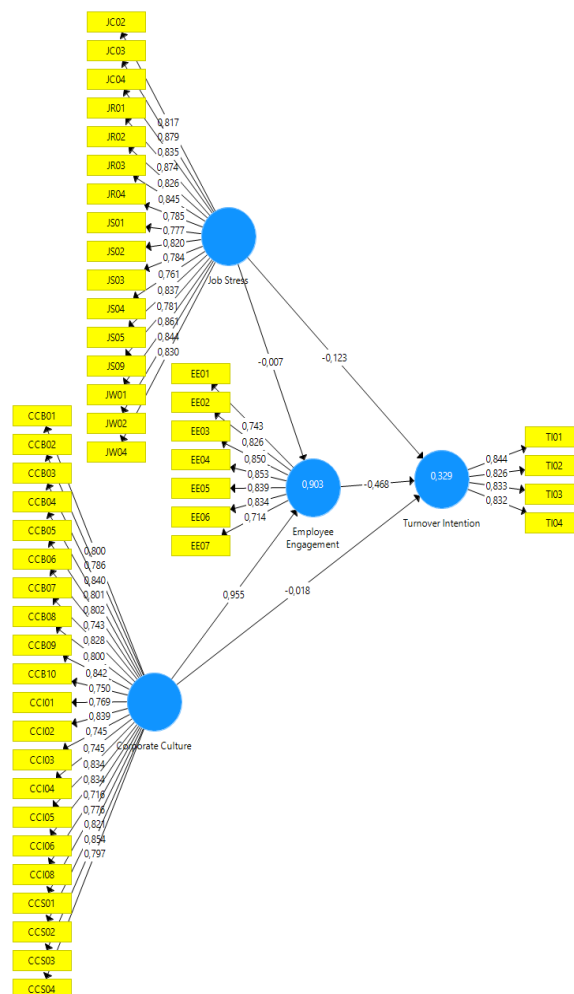 JC02
JC03
JC04
JR01
JR02
JR03
JR04
JS01
JS02
JS03
JS04
JS05
JS09
JW01
JW02
JW04
0,817
0,879
0,835
0,874
0,826
0,845
0,785
0,777
0,820
0,784
0,761
0,837
0,781
0,861
0,844
0,830
Job Stress
-0,007
-0,123
EE01
EE02
EE03
EE04
EE05
EE06
EE07
0,743
0,826
0,850
0,853
0,839
0,834
0,714
0,903
Employee
Engagement
-0,468
0,329
Turnover Intention
0,844
0,826
0,833
0,832
TI01
TI02
TI03
TI04
0,955
-0,018
CCB01
CCB02
CCB03
CCB04
CCB05
CCB06
CCB07
CCB08
CCB09
CCB10
CCI01
CCI02
CCI03
CCI04
CCI05
CCI06
CCI08
CCS01
CCS02
CCS03
CCS04
0,800
0,786
0,840
0,801
0,802
0,743
0,828
0,800
0,842
0,750
0,769
0,839
0,745
0,745
0,834
0,834
0,716
0,776
0,821
0,854
0,797
Corporate Culture